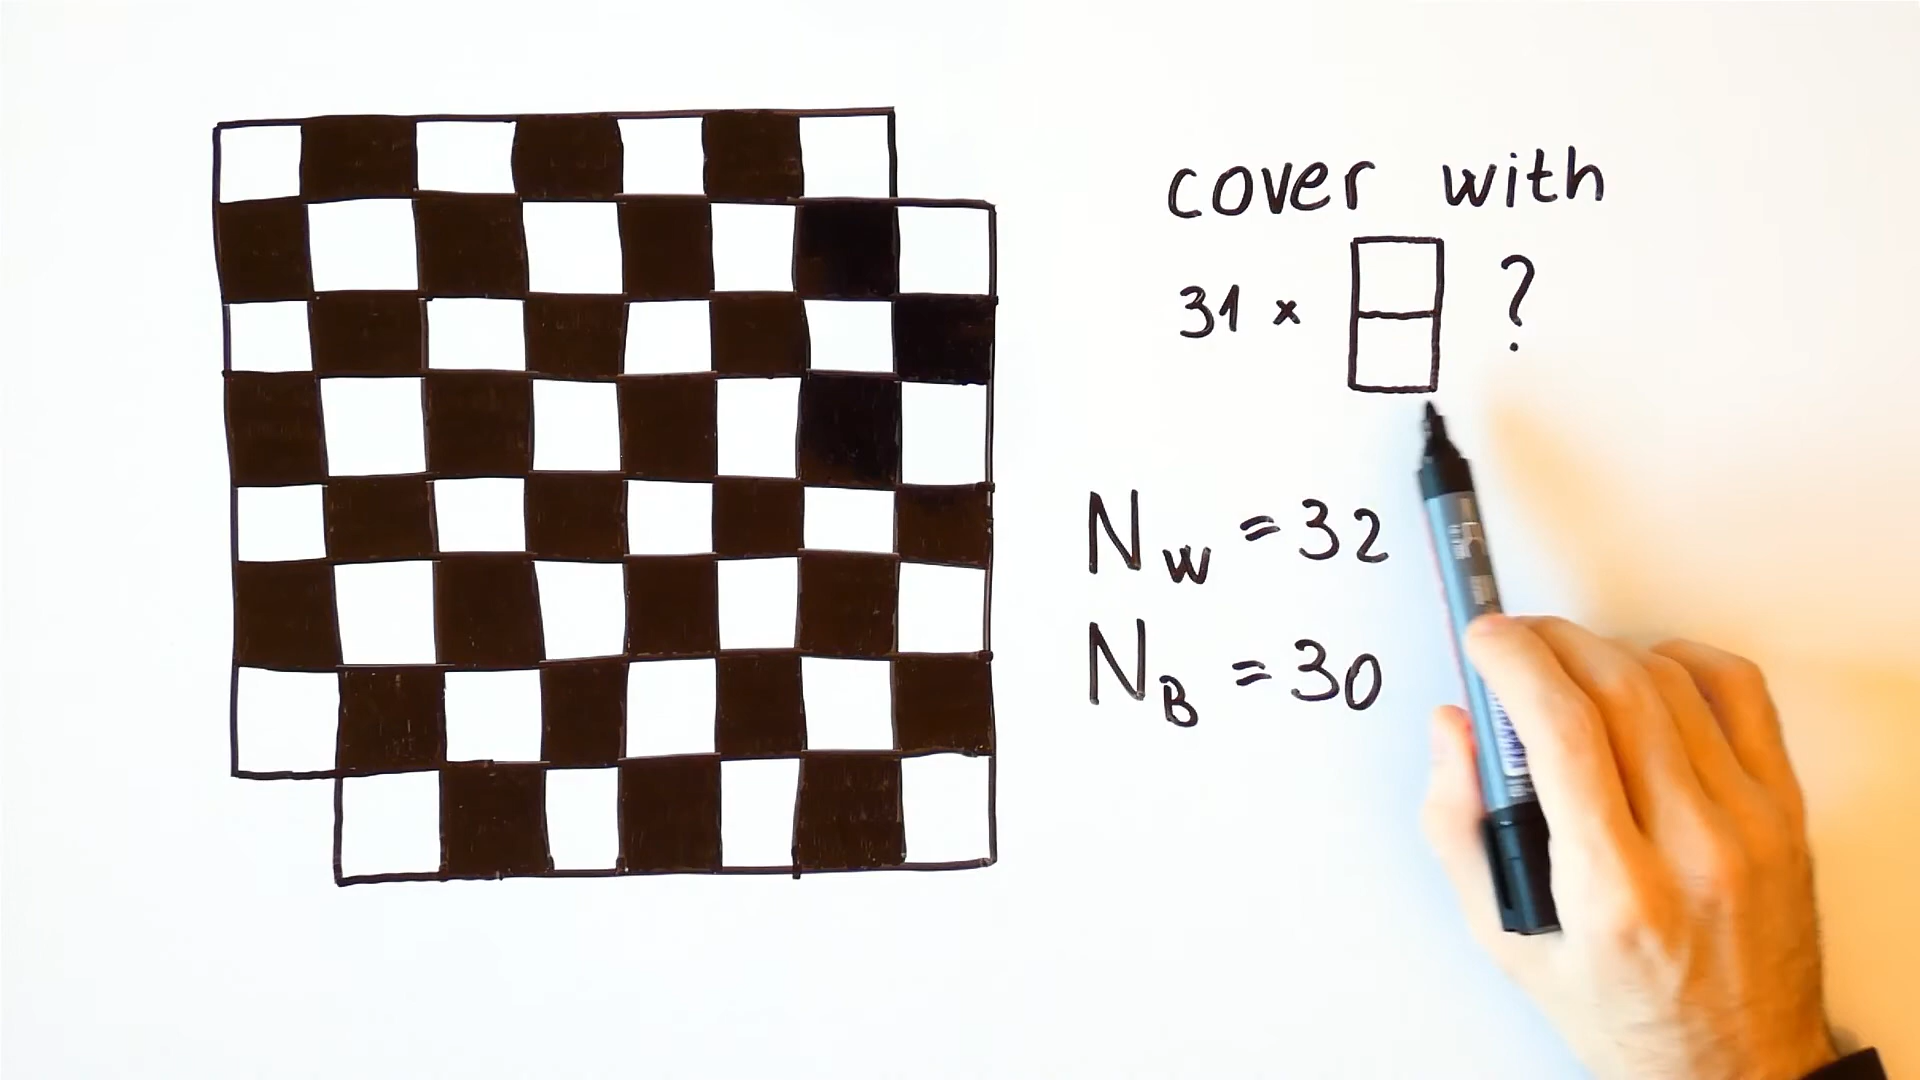 cover with
31 × ?
N_W = 32
N_B = 30